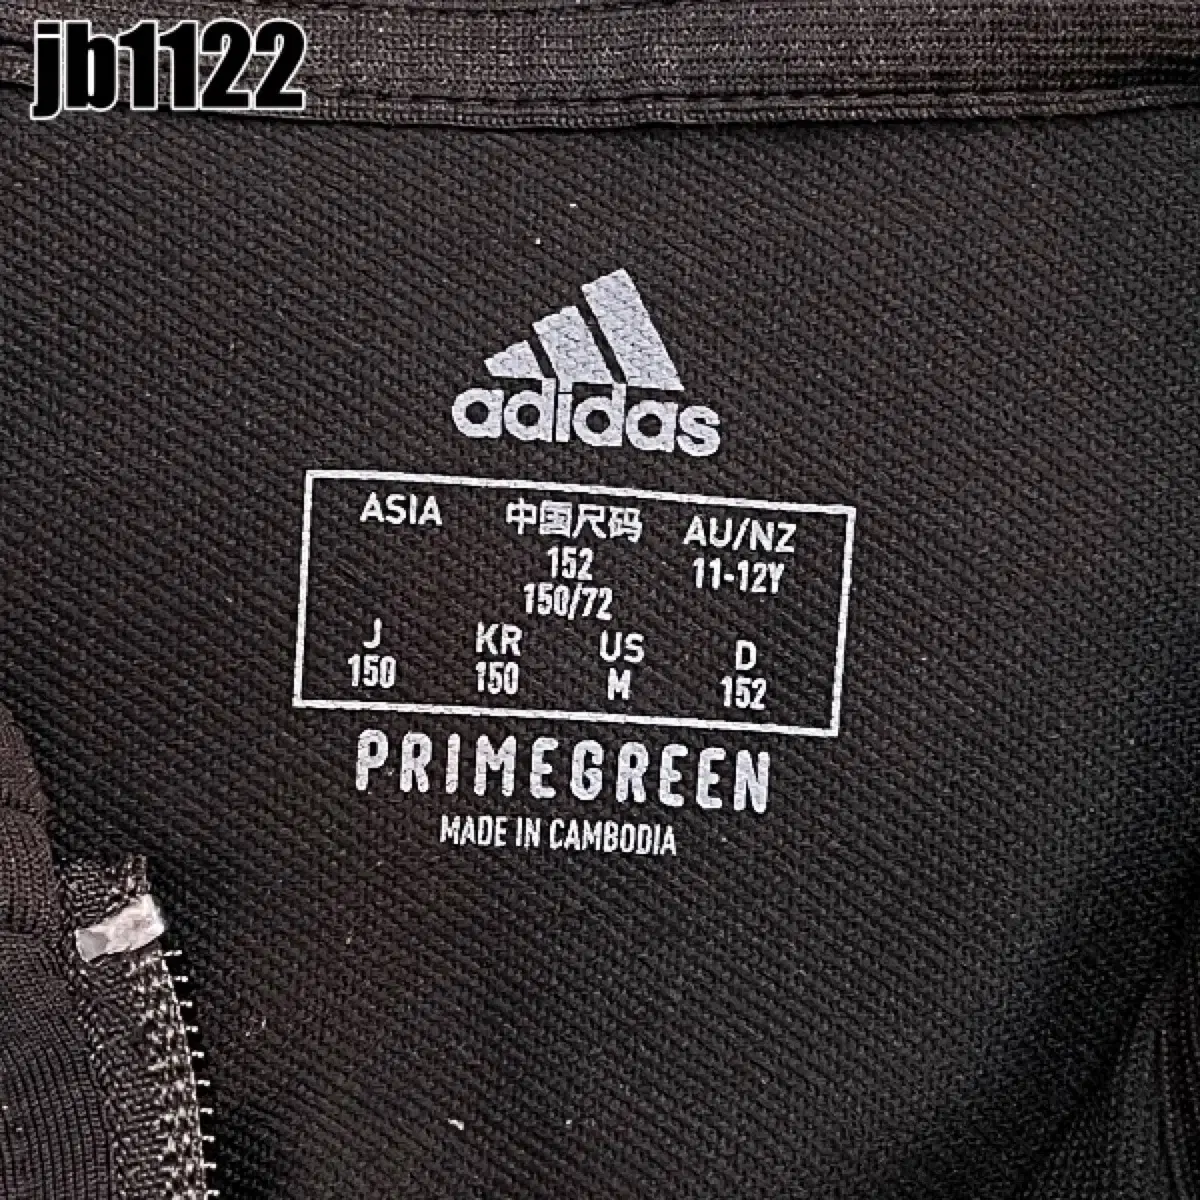 jb1122
adidas
ASIA 中国尺码 AU/NZ
152 11-12Y
150/72
J KR US D
150 150 M 152
PRIMEGREEN
MADE IN CAMBODIA